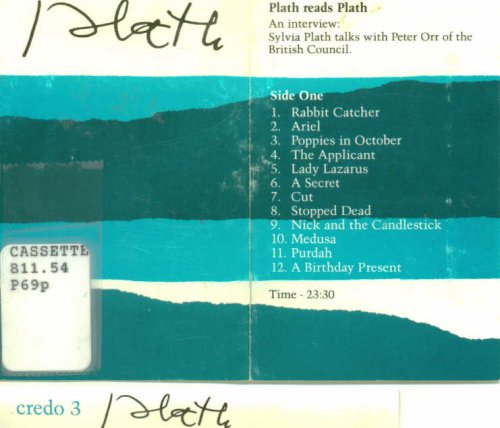 Plath
Plath reads Plath
An interview:
Sylvia Plath talks with Peter Orr of the
British Council.
Side One
1. Rabbit Catcher
2. Ariel
3. Poppies in October
4. The Applicant
5. Lady Lazarus
6. A Secret
7. Cut
8. Stopped Dead
9. Nick and the Candlestick
10. Medusa
11. Purdah
12. A Birthday Present
Time - 23:30
CASSETTE
811.54
P69p
credo 3
Plath